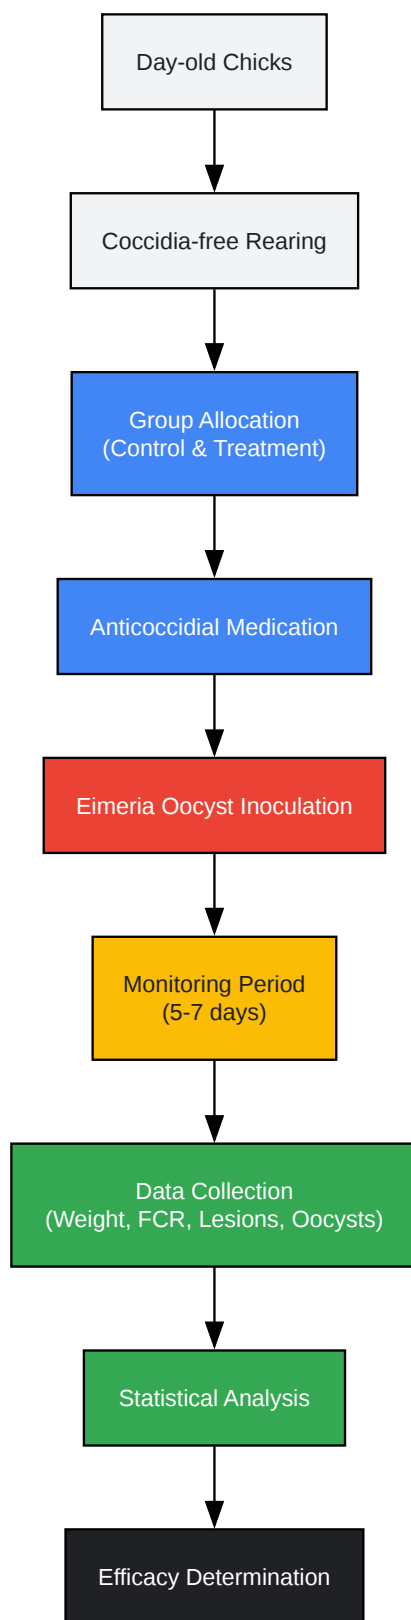 Day-old Chicks
Coccidia-free Rearing
Group Allocation
(Control & Treatment)
Anticoccidial Medication
Eimeria Oocyst Inoculation
Monitoring Period
(5-7 days)
Data Collection
(Weight, FCR, Lesions, Oocysts)
Statistical Analysis
Efficacy Determination